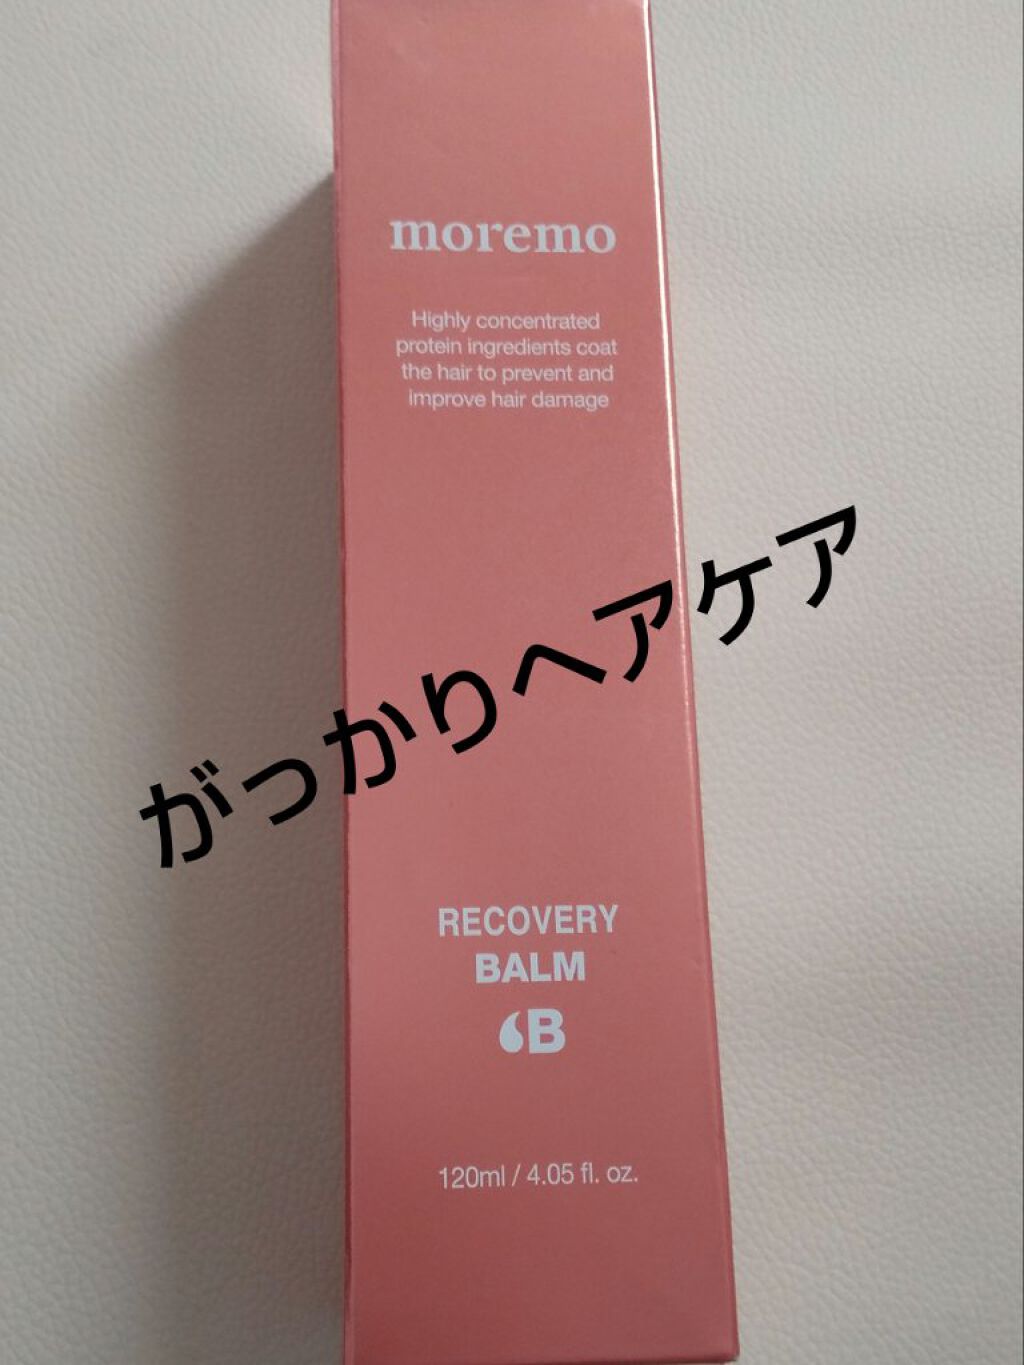 moremo
Highly concentrated
protein ingredients coat
the hair to prevent and
improve hair damage
がっかりヘアケア
RECOVERY
BALM
B
120ml / 4.05 fl. oz.